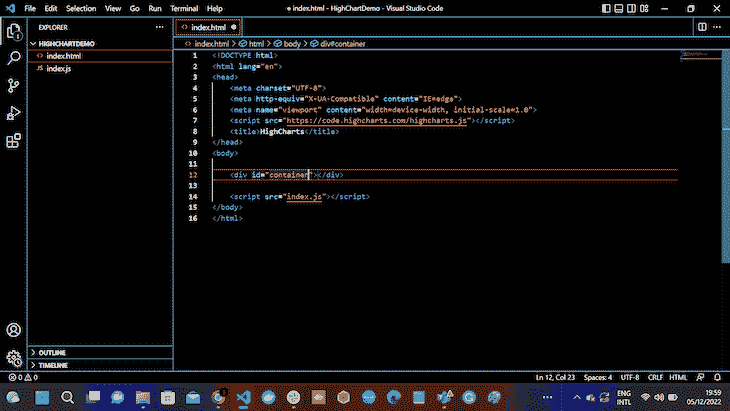 File Edit Selection View Go Run Terminal Help
index.html - HighChartDemo - Visual Studio Code
EXPLORER
index.html
HIGHCHARTDEMO
index.html
JS index.js
index.html > html > body > div#container
1 <!DOCTYPE html>
2 <html lang="en">
3 <head>
4 <meta charset="UTF-8">
5 <meta http-equiv="X-UA-Compatible" content="IE=edge">
6 <meta name="viewport" content="width=device-width, initial-scale=1.0">
7 <script src="https://code.highcharts.com/highcharts.js"></script>
8 <title>HighCharts</title>
9 </head>
10 <body>
11
12 <div id="container"></div>
13
14 <script src="index.js"></script>
15 </body>
16 </html>
OUTLINE
TIMELINE
0 0
Ln 12, Col 23 Spaces: 4 UTF-8 CRLF HTML
ENG
INTL
19:59
05/12/2022